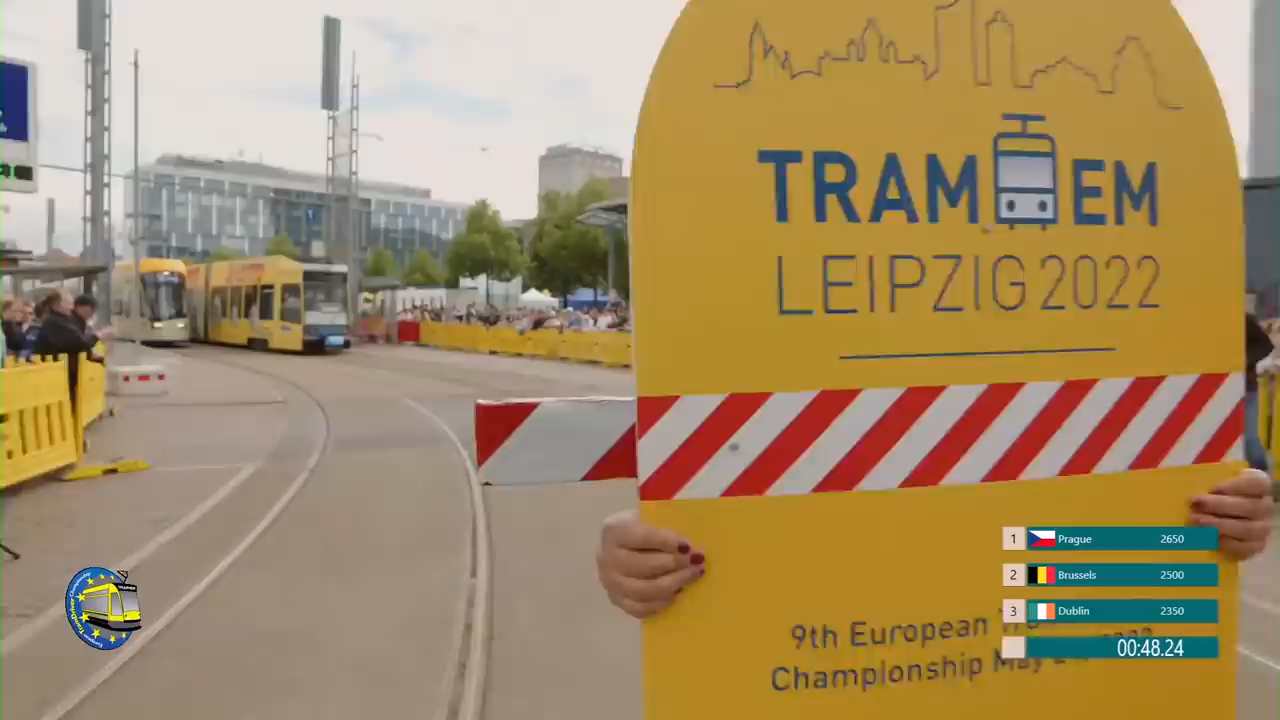 TRAM EM
LEIPZIG 2022
9th European
Championship May
1 Prague 2650
2 Brussels 2500
3 Dublin 2350
00:48.24